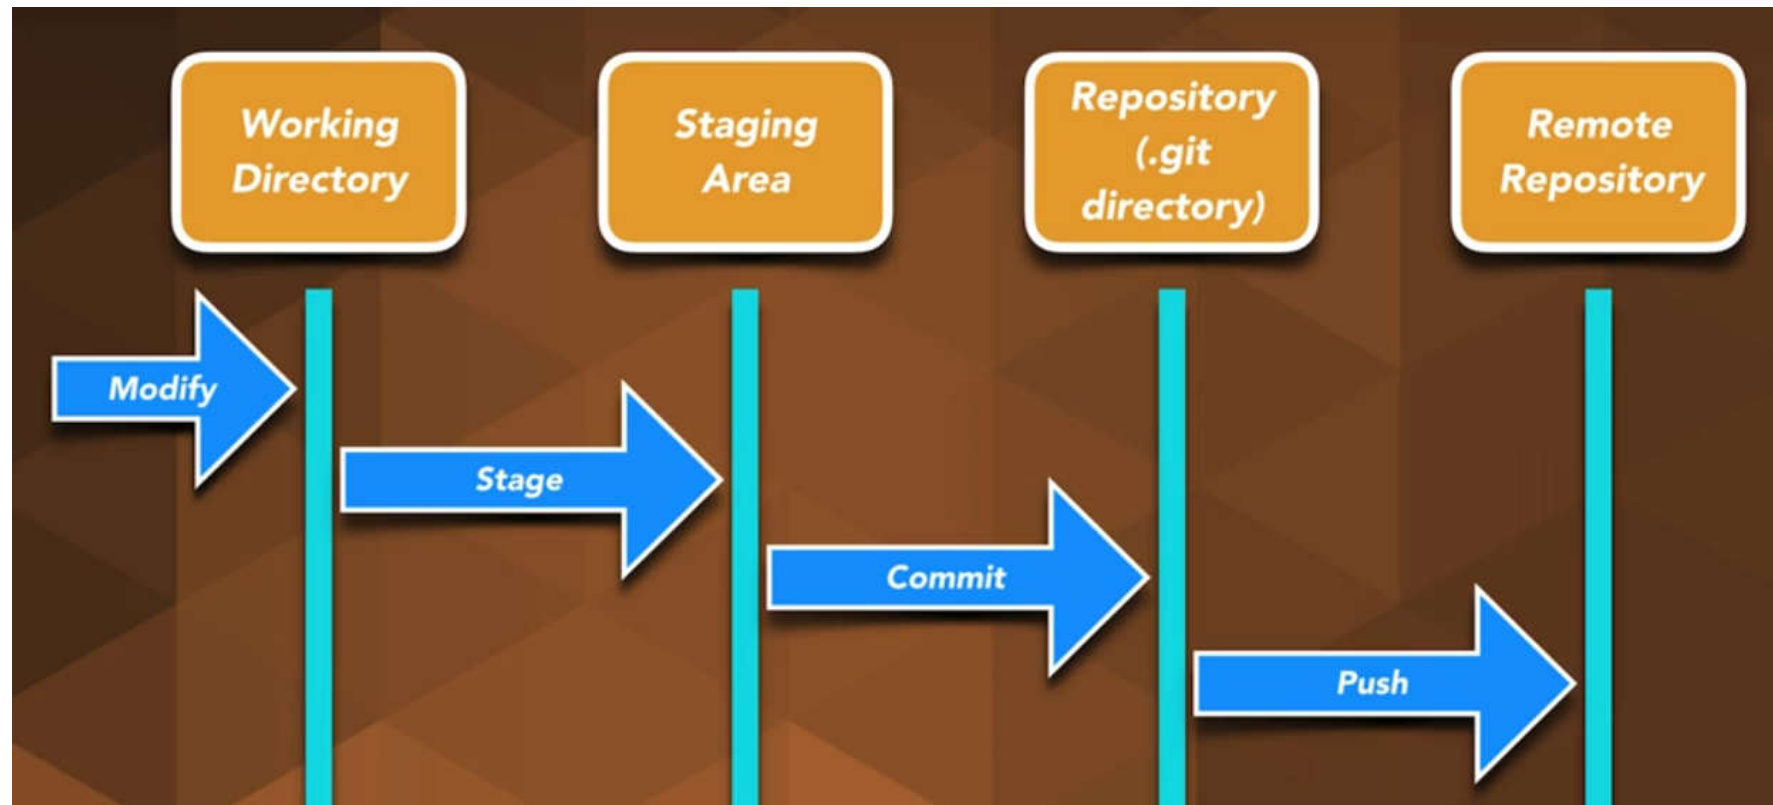 Working
Directory
Staging
Area
Repository
(.git
directory)
Remote
Repository
Modify
Stage
Commit
Push